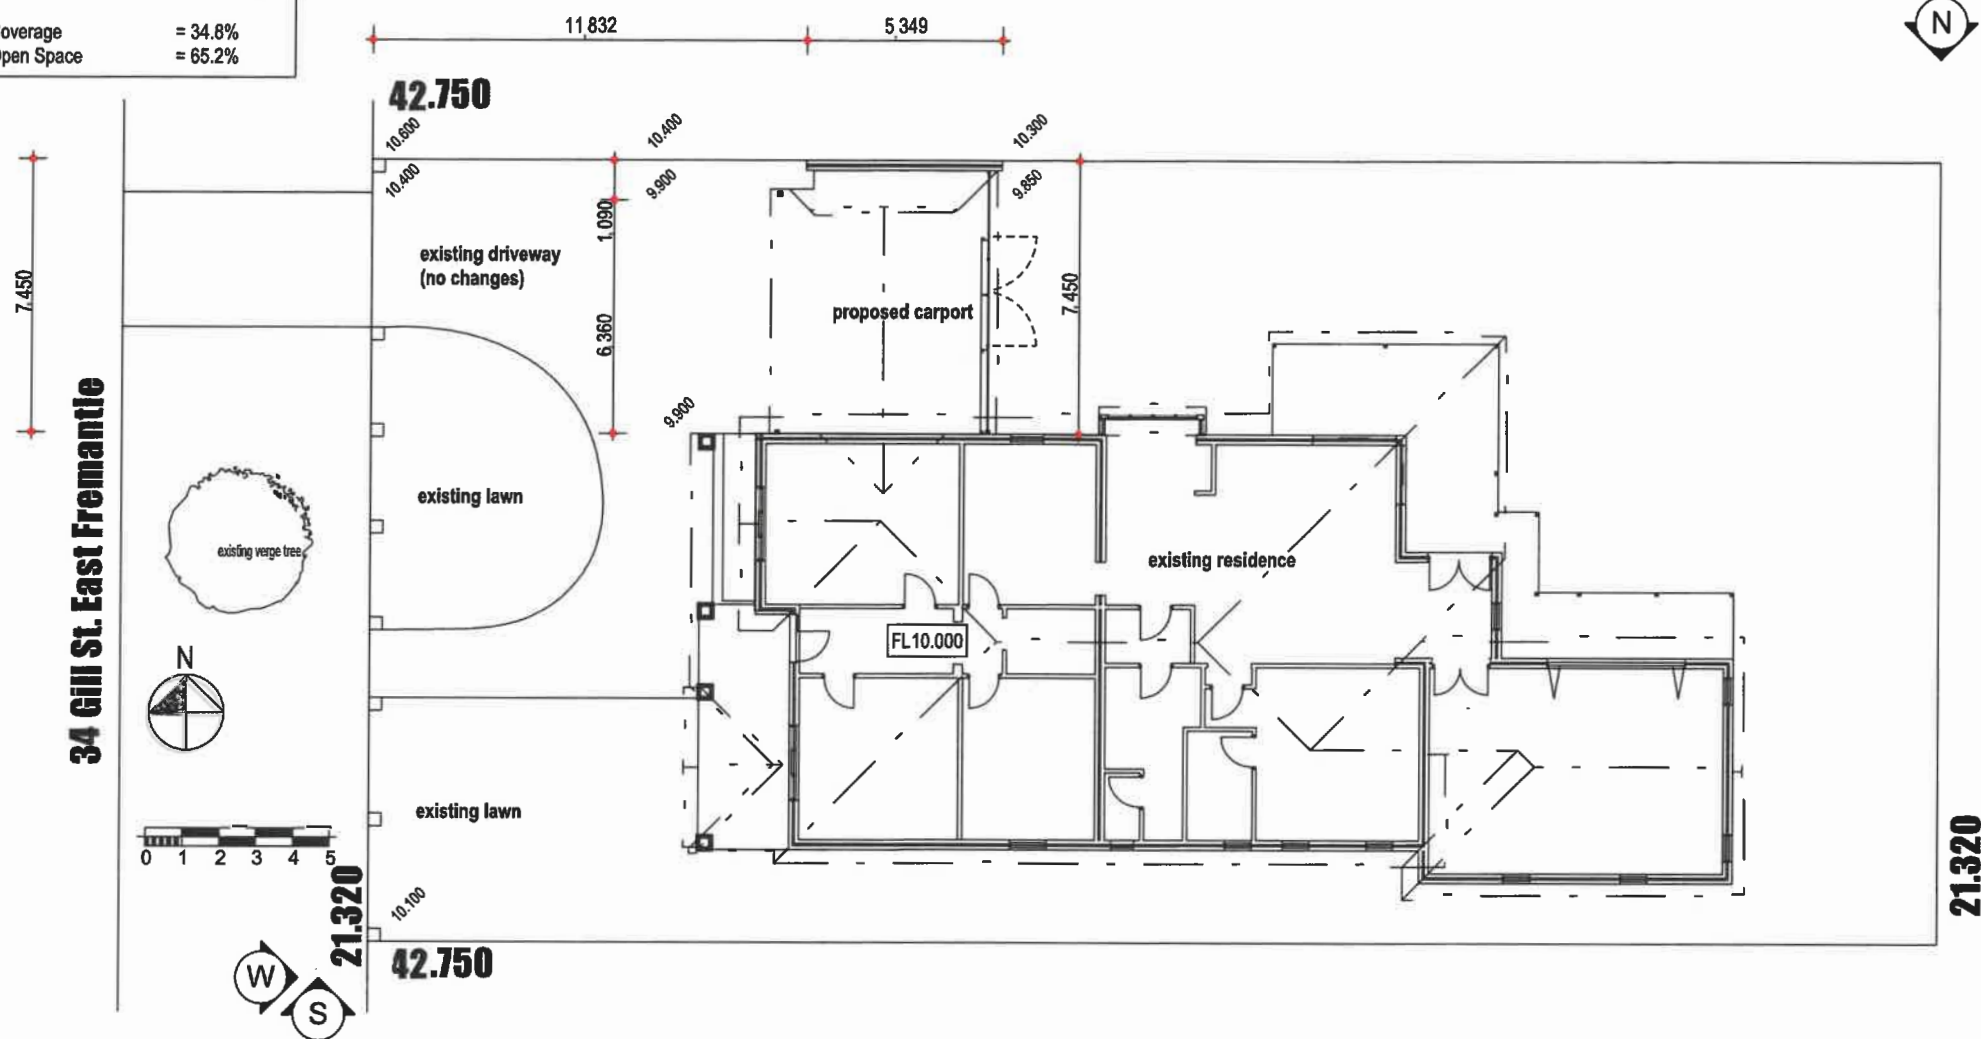 overage = 34.8%
pen Space = 65.2%
11 832
5 349
N
42.750
10.600
10.400
10.300
10.400
9.900
9.850
7.450
1.090
existing driveway
(no changes)
proposed carport
7.450
6.360
9.900
34 Gill St. East Fremantle
existing lawn
existing verge tree
existing residence
FL10.000
N
existing lawn
0 1 2 3 4 5
21.320
10.100
21.320
42.750
W
S